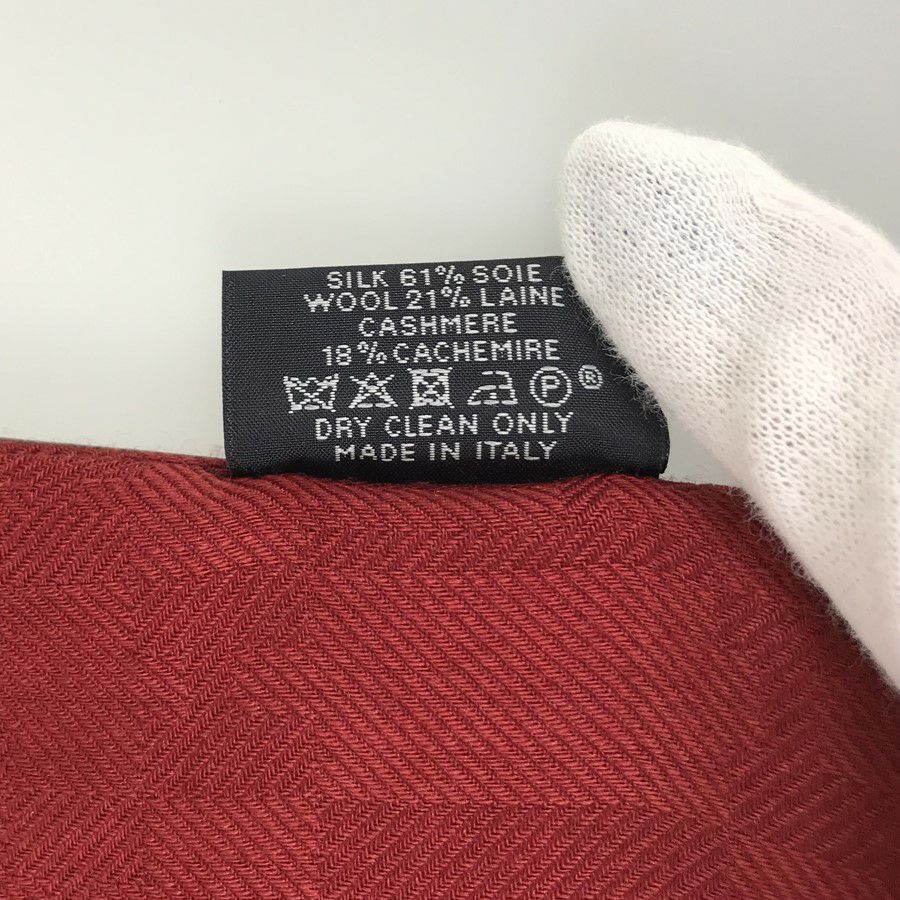 SILK 61% SOIE
WOOL 21% LAINE
CASHMERE
18% CACHEMIRE
P ®
DRY CLEAN ONLY
MADE IN ITALY